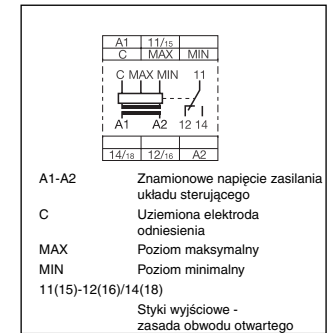 A1 11/15
C MAX MIN
C MAX MIN 11
A1 A2 12 14
14/18 12/16 A2
A1-A2 Znamionowe napięcie zasilania
układu sterującego
C Uziemiona elektroda
odniesienia
MAX Poziom maksymalny
MIN Poziom minimalny
11(15)-12(16)/14(18)
Styki wyjściowe -
zasada obwodu otwartego